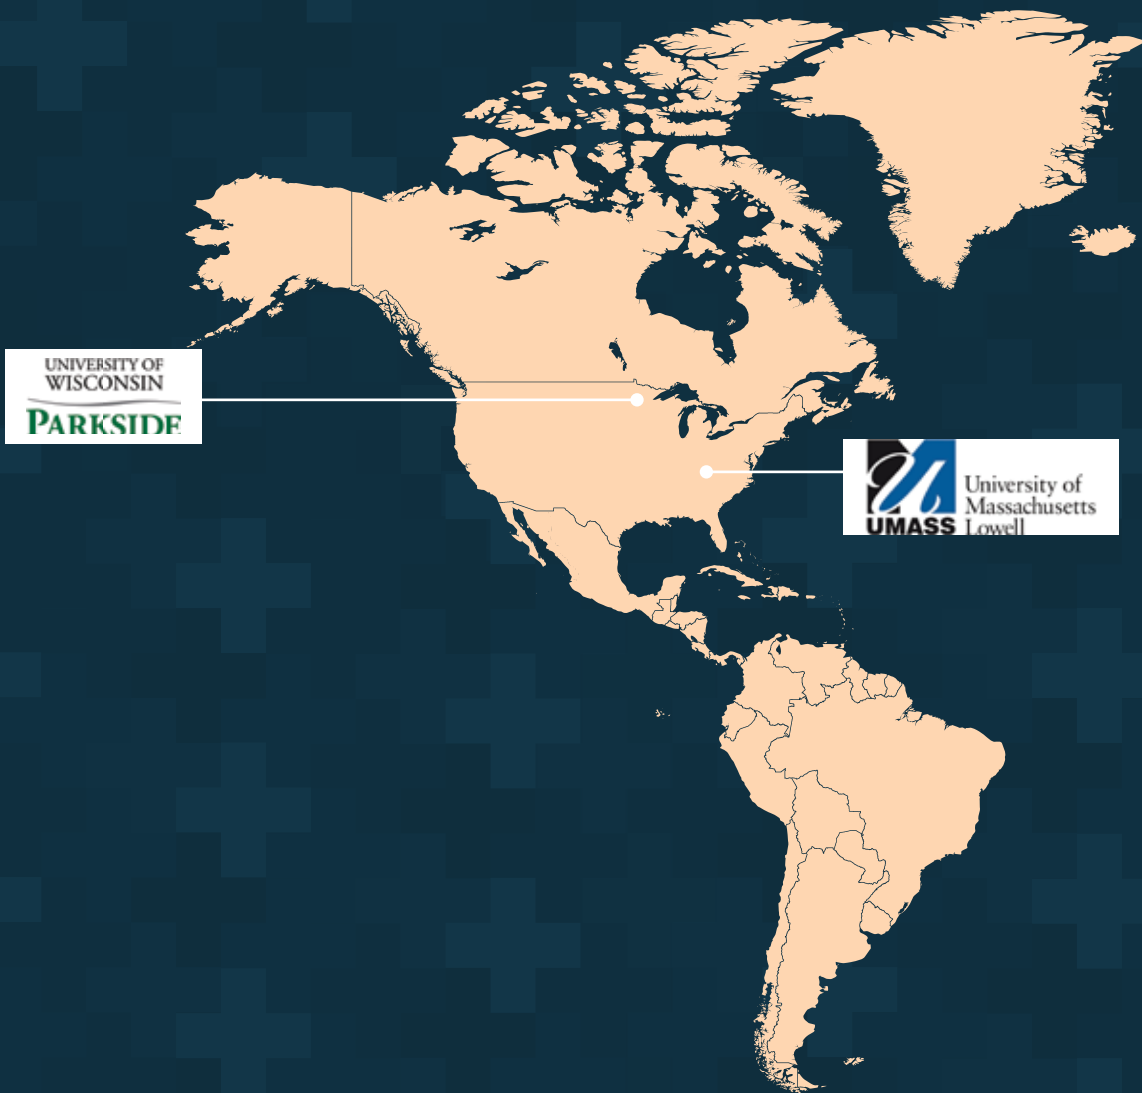 UNIVERSITY OF
WISCONSIN
PARKSIDE
UMASS
University of
Massachusetts
Lowell